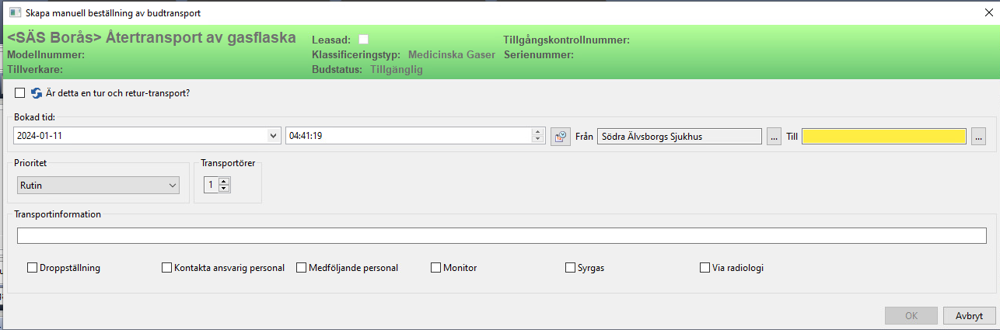 Skapa manuell beställning av budtransport
<SÄS Borås> Återtransport av gasflaska
Leasad:
Tillgångskontrollnummer:
Modellnummer:
Klassificeringstyp: Medicinska Gaser
Serienummer:
Tillverkare:
Budstatus: Tillgänglig
Är detta en tur och retur-transport?
Bokad tid:
2024-01-11
04:41:19
Från
Södra Älvsborgs Sjukhus
...
Till
...
Prioritet
Transportörer
Rutin
1
Transportinformation
Droppställning
Kontakta ansvarig personal
Medföljande personal
Monitor
Syrgas
Via radiologi
OK
Avbryt